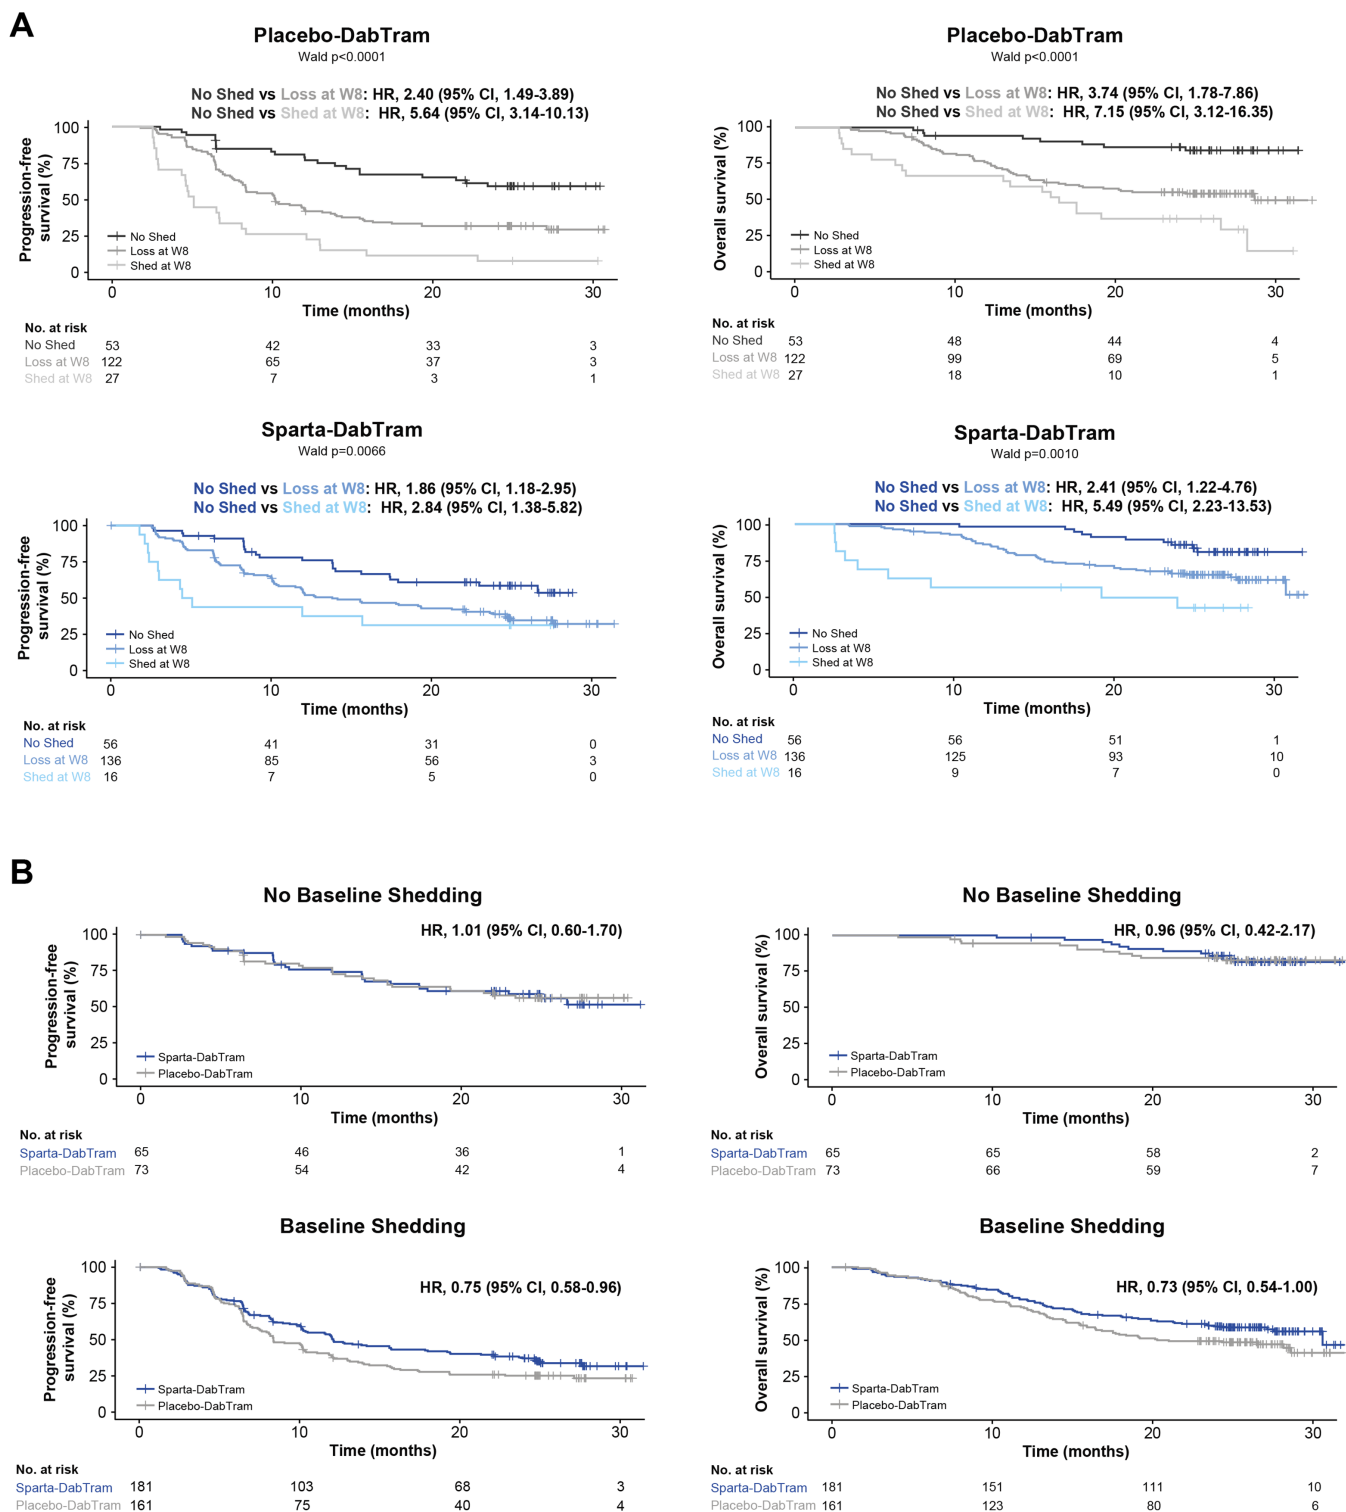 A
Placebo-DabTram
Wald p<0.0001
No Shed vs Loss at W8: HR, 2.40 (95% CI, 1.49-3.89)
No Shed vs Shed at W8: HR, 5.64 (95% CI, 3.14-10.13)
Progression-free
survival (%)
100
75
50
25
0
No Shed
Loss at W8
Shed at W8
0 10 20 30
Time (months)
No. at risk
No Shed 53 42 33 3
Loss at W8 122 65 37 3
Shed at W8 27 7 3 1
Placebo-DabTram
Wald p<0.0001
No Shed vs Loss at W8: HR, 3.74 (95% CI, 1.78-7.86)
No Shed vs Shed at W8: HR, 7.15 (95% CI, 3.12-16.35)
Overall survival (%)
100
75
50
25
0
No Shed
Loss at W8
Shed at W8
0 10 20 30
Time (months)
No. at risk
No Shed 53 48 44 4
Loss at W8 122 99 69 5
Shed at W8 27 18 10 1
Sparta-DabTram
Wald p=0.0066
No Shed vs Loss at W8: HR, 1.86 (95% CI, 1.18-2.95)
No Shed vs Shed at W8: HR, 2.84 (95% CI, 1.38-5.82)
Progression-free
survival (%)
100
75
50
25
0
No Shed
Loss at W8
Shed at W8
0 10 20 30
Time (months)
No. at risk
No Shed 56 41 31 0
Loss at W8 136 85 56 3
Shed at W8 16 7 5 0
Sparta-DabTram
Wald p=0.0010
No Shed vs Loss at W8: HR, 2.41 (95% CI, 1.22-4.76)
No Shed vs Shed at W8: HR, 5.49 (95% CI, 2.23-13.53)
Overall survival (%)
100
75
50
25
0
No Shed
Loss at W8
Shed at W8
0 10 20 30
Time (months)
No. at risk
No Shed 56 56 51 1
Loss at W8 136 125 93 10
Shed at W8 16 9 7 0
B
No Baseline Shedding
HR, 1.01 (95% CI, 0.60-1.70)
Progression-free
survival (%)
100
75
50
25
0
Sparta-DabTram
Placebo-DabTram
0 10 20 30
Time (months)
No. at risk
Sparta-DabTram 65 46 36 1
Placebo-DabTram 73 54 42 4
No Baseline Shedding
HR, 0.96 (95% CI, 0.42-2.17)
Overall survival (%)
100
75
50
25
0
Sparta-DabTram
Placebo-DabTram
0 10 20 30
Time (months)
No. at risk
Sparta-DabTram 65 65 58 2
Placebo-DabTram 73 66 59 7
Baseline Shedding
HR, 0.75 (95% CI, 0.58-0.96)
Progression-free
survival (%)
100
75
50
25
0
Sparta-DabTram
Placebo-DabTram
0 10 20 30
Time (months)
No. at risk
Sparta-DabTram 181 103 68 3
Placebo-DabTram 161 75 40 4
Baseline Shedding
HR, 0.73 (95% CI, 0.54-1.00)
Overall survival (%)
100
75
50
25
0
Sparta-DabTram
Placebo-DabTram
0 10 20 30
Time (months)
No. at risk
Sparta-DabTram 181 151 111 10
Placebo-DabTram 161 123 80 6